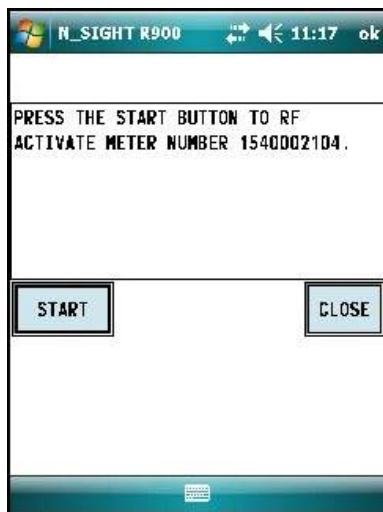 N_SIGHT R900 11:17 ok
PRESS THE START BUTTON TO RF
ACTIVATE METER NUMBER 1540002104.
START CLOSE